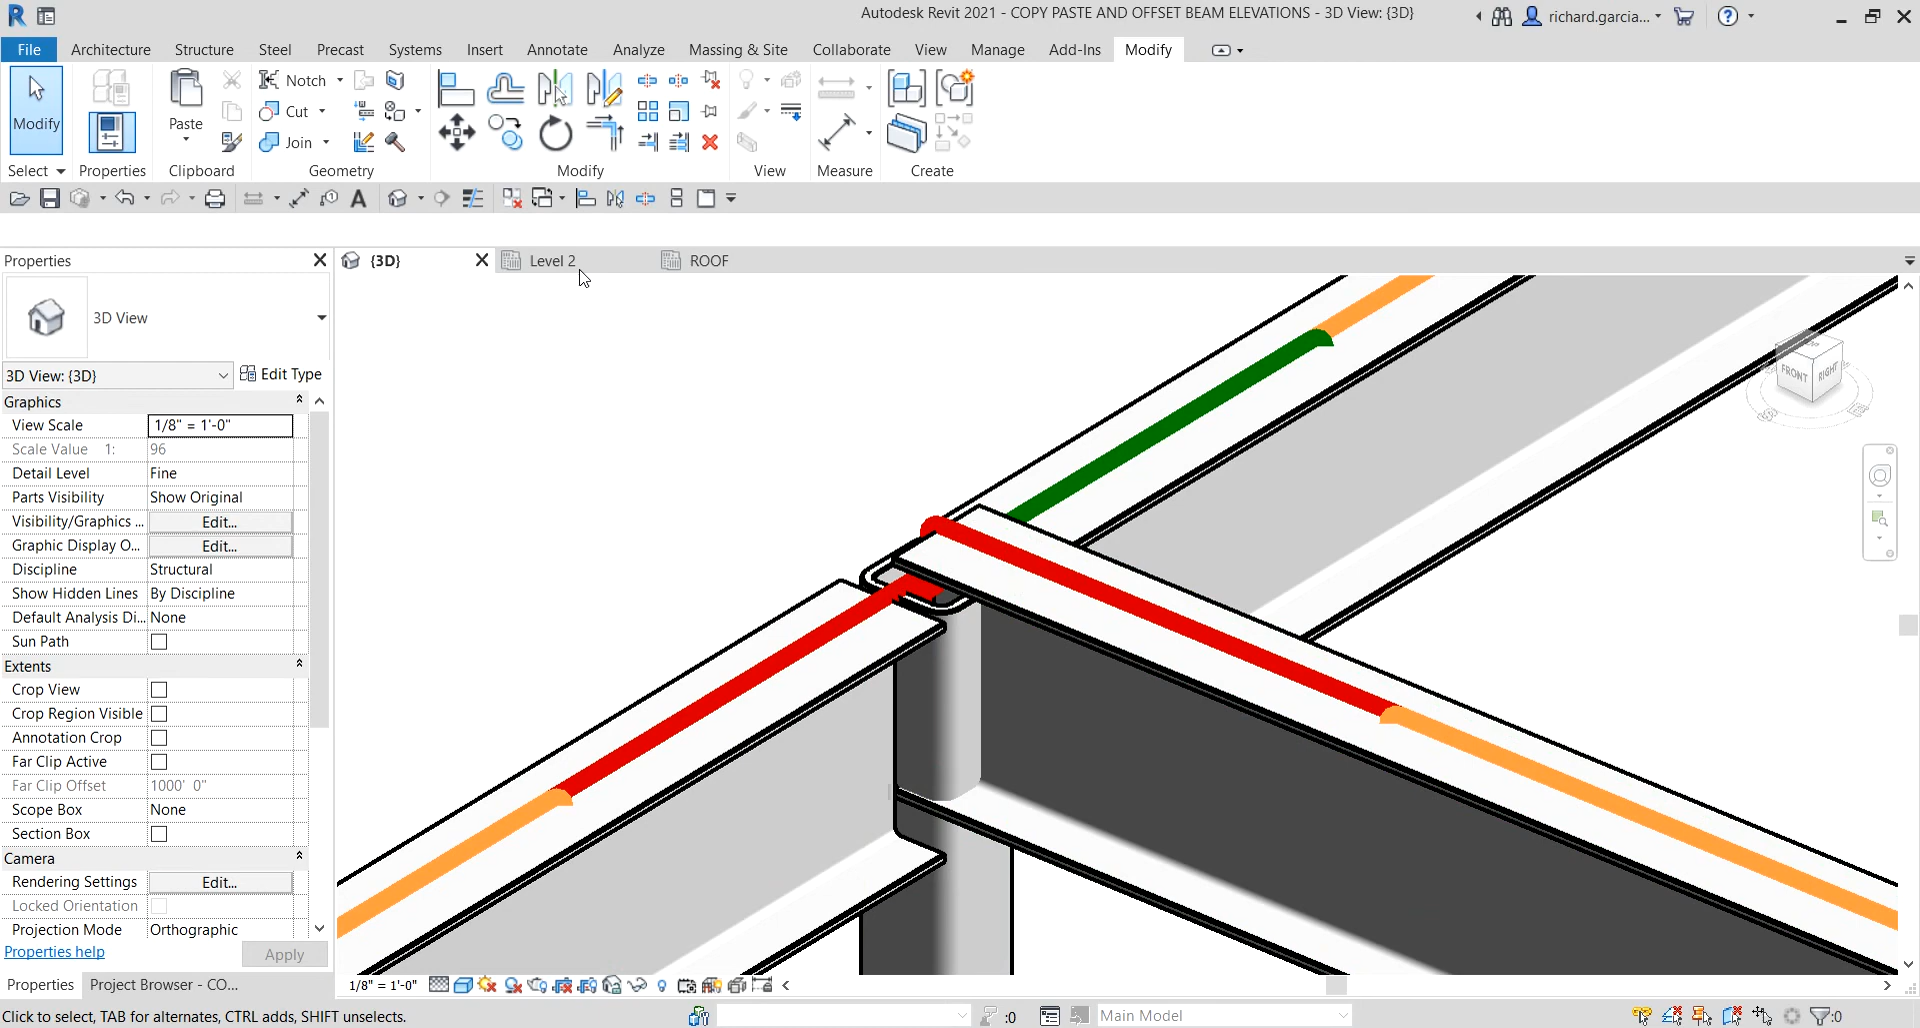 Autodesk Revit 2021 - COPY PASTE AND OFFSET BEAM ELEVATIONS - 3D View: {3D}
richard.garcia...
File Architecture Structure Steel Precast Systems Insert Annotate Analyze Massing & Site Collaborate View Manage Add-Ins Modify
Modify
Paste
Notch
Cut
Join
Select Properties Clipboard Geometry Modify View Measure Create
Properties
{3D}
Level 2
ROOF
3D View
3D View: {3D} Edit Type
Graphics
View Scale 1/8" = 1'-0"
Scale Value 1: 96
Detail Level Fine
Parts Visibility Show Original
Visibility/Graphics ... Edit...
Graphic Display O... Edit...
Discipline Structural
Show Hidden Lines By Discipline
Default Analysis Di... None
Sun Path
Extents
Crop View
Crop Region Visible
Annotation Crop
Far Clip Active
Far Clip Offset 1000' 0"
Scope Box None
Section Box
Camera
Rendering Settings Edit...
Locked Orientation
Projection Mode Orthographic
Properties help Apply
Properties Project Browser - CO...
FRONT RIGHT
1/8" = 1'-0"
Click to select, TAB for alternates, CTRL adds, SHIFT unselects.
:0
Main Model
:0